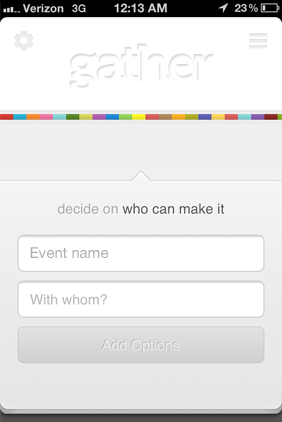 Verizon 3G 12:13 AM 23%
gather
decide on who can make it
Event name
With whom?
Add Options